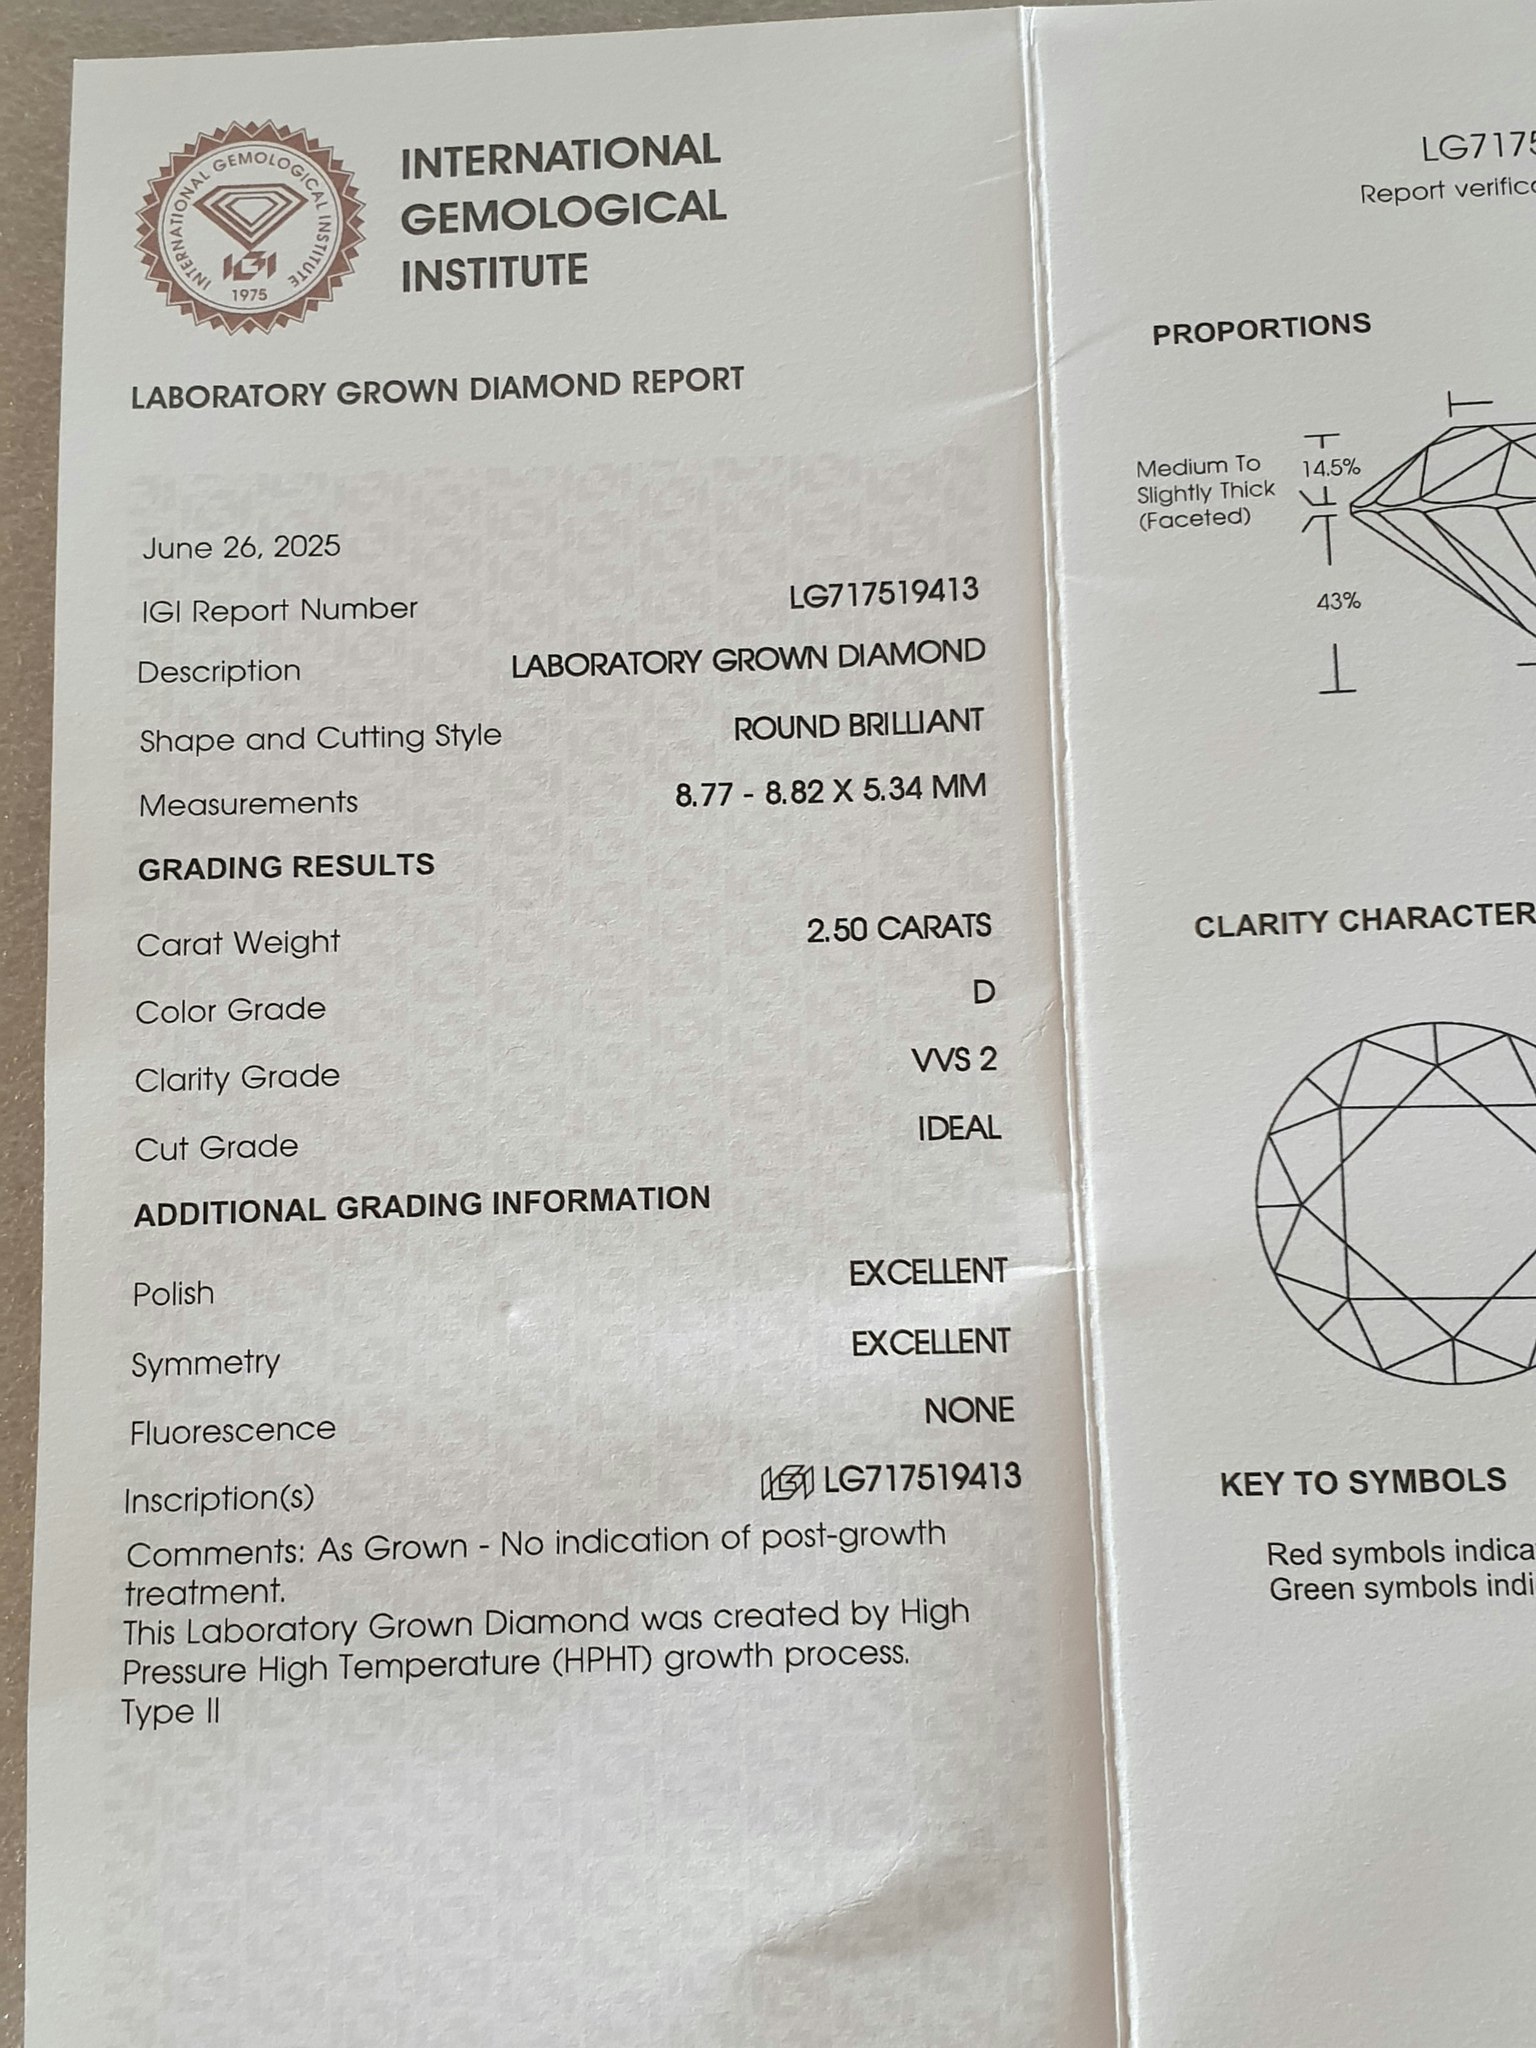 INTERNATIONAL GEMOLOGICAL INSTITUTE
IGI
1975
INTERNATIONAL
GEMOLOGICAL
INSTITUTE
LABORATORY GROWN DIAMOND REPORT
June 26, 2025
IGI Report Number LG717519413
Description LABORATORY GROWN DIAMOND
Shape and Cutting Style ROUND BRILLIANT
Measurements 8.77 - 8.82 X 5.34 MM
GRADING RESULTS
Carat Weight 2.50 CARATS
Color Grade D
Clarity Grade VVS 2
Cut Grade IDEAL
ADDITIONAL GRADING INFORMATION
Polish EXCELLENT
Symmetry EXCELLENT
Fluorescence NONE
Inscription(s) IGI LG717519413
Comments: As Grown - No indication of post-growth
treatment.
This Laboratory Grown Diamond was created by High
Pressure High Temperature (HPHT) growth process.
Type II
LG7175
Report verific
PROPORTIONS
Medium To
Slightly Thick
(Faceted)
14.5%
43%
CLARITY CHARACTER
KEY TO SYMBOLS
Red symbols indica
Green symbols indi